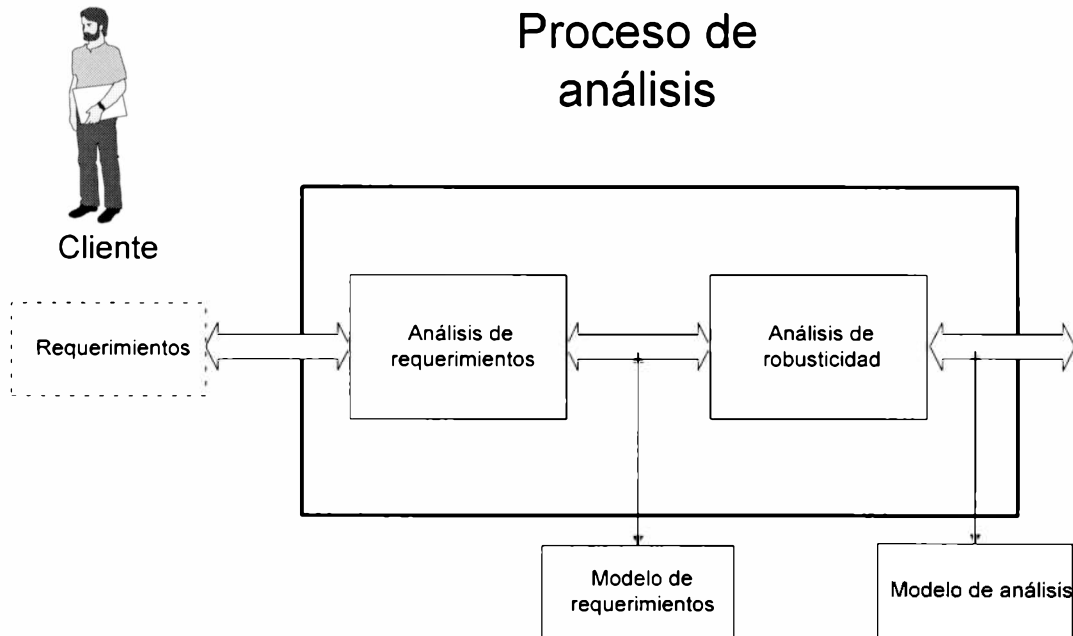 Proceso de
análisis
Cliente
Requerimientos
Análisis de
requerimientos
Análisis de
robusticidad
Modelo de
requerimientos
Modelo de análisis